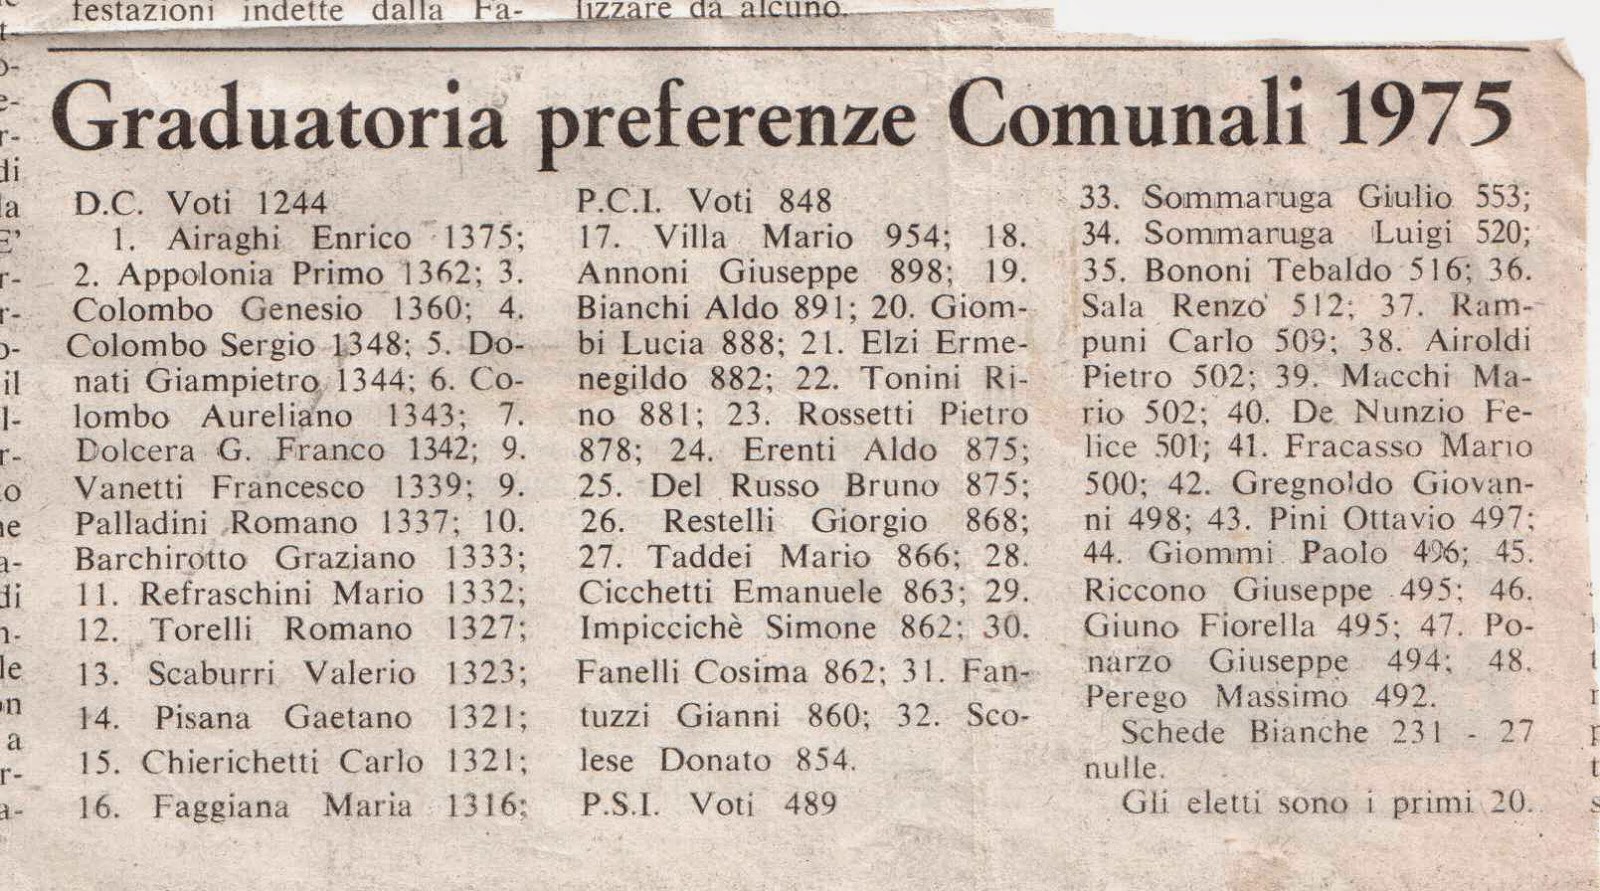 festazioni indette dalla Fa-
lizzare da alcuno.
Graduatoria preferenze Comunali 1975
D.C. Voti 1244
1. Airaghi Enrico 1375;
2. Appolonia Primo 1362; 3.
Colombo Genesio 1360; 4.
Colombo Sergio 1348; 5. Do-
nati Giampietro 1344; 6. Co-
lombo Aureliano 1343; 7.
Dolcera G. Franco 1342; 9.
Vanetti Francesco 1339; 9.
Palladini Romano 1337; 10.
Barchirotto Graziano 1333;
11. Refraschini Mario 1332;
12. Torelli Romano 1327;
13. Scaburri Valerio 1323;
14. Pisana Gaetano 1321;
15. Chierichetti Carlo 1321;
16. Faggiana Maria 1316;
P.C.I. Voti 848
17. Villa Mario 954; 18.
Annoni Giuseppe 898; 19.
Bianchi Aldo 891; 20. Giom-
bi Lucia 888; 21. Elzi Erme-
negildo 882; 22. Tonini Ri-
no 881; 23. Rossetti Pietro
878; 24. Erenti Aldo 875;
25. Del Russo Bruno 875;
26. Restelli Giorgio 868;
27. Taddei Mario 866; 28.
Cicchetti Emanuele 863; 29.
Impiccichè Simone 862; 30.
Fanelli Cosima 862; 31. Fan-
tuzzi Gianni 860; 32. Sco-
lese Donato 854.
P.S.I. Voti 489
33. Sommaruga Giulio 553;
34. Sommaruga Luigi 520;
35. Bononi Tebaldo 516; 36.
Sala Renzo 512; 37. Ram-
puni Carlo 509; 38. Airoldi
Pietro 502; 39. Macchi Ma-
rio 502; 40. De Nunzio Fe-
lice 501; 41. Fracasso Mario
500; 42. Gregnoldo Giovan-
ni 498; 43. Pini Ottavio 497;
44. Giommi Paolo 496; 45.
Riccono Giuseppe 495; 46.
Giuno Fiorella 495; 47. Po-
narzo Giuseppe 494; 48.
Perego Massimo 492.
Schede Bianche 231 - 27
nulle.
Gli eletti sono i primi 20.